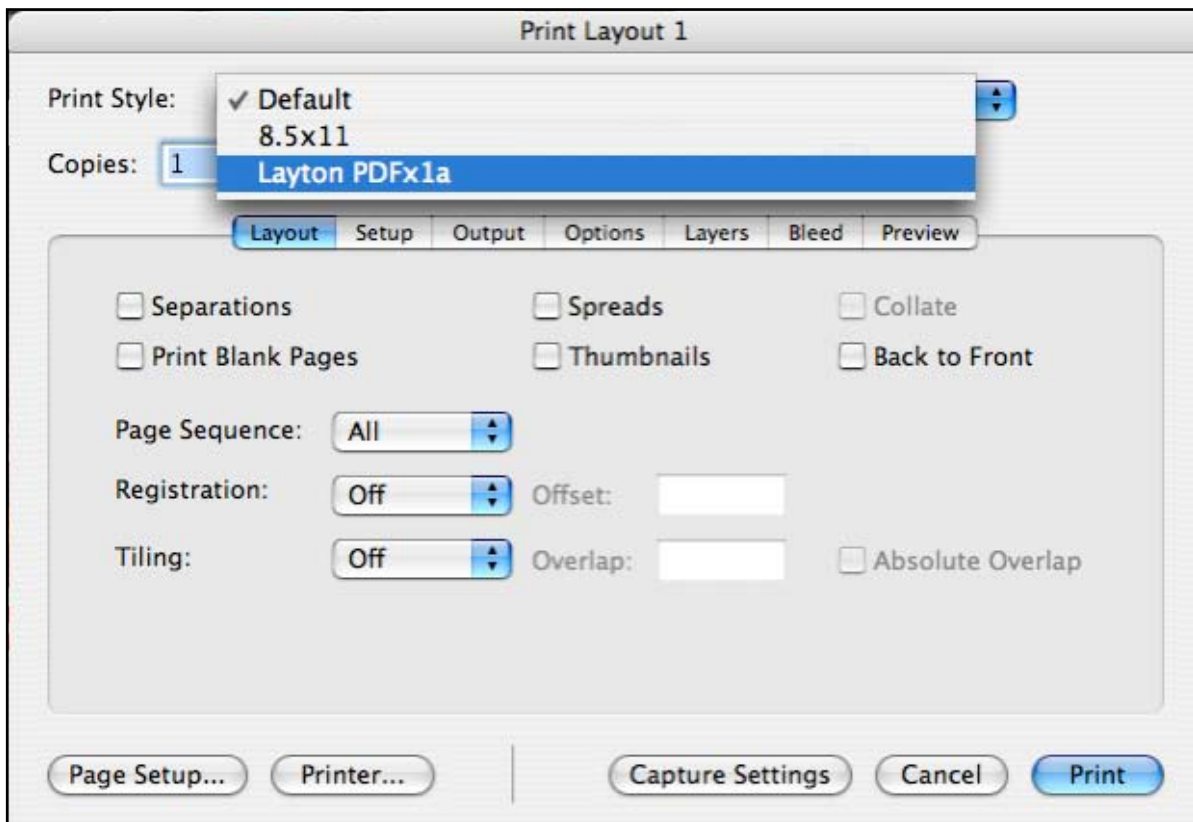 Print Layout 1
Print Style:
✓ Default
8.5x11
Layton PDFx1a
Copies: 1
Layout Setup Output Options Layers Bleed Preview
Separations Spreads Collate
Print Blank Pages Thumbnails Back to Front
Page Sequence: All
Registration: Off Offset:
Tiling: Off Overlap: Absolute Overlap
Page Setup... Printer... Capture Settings Cancel Print